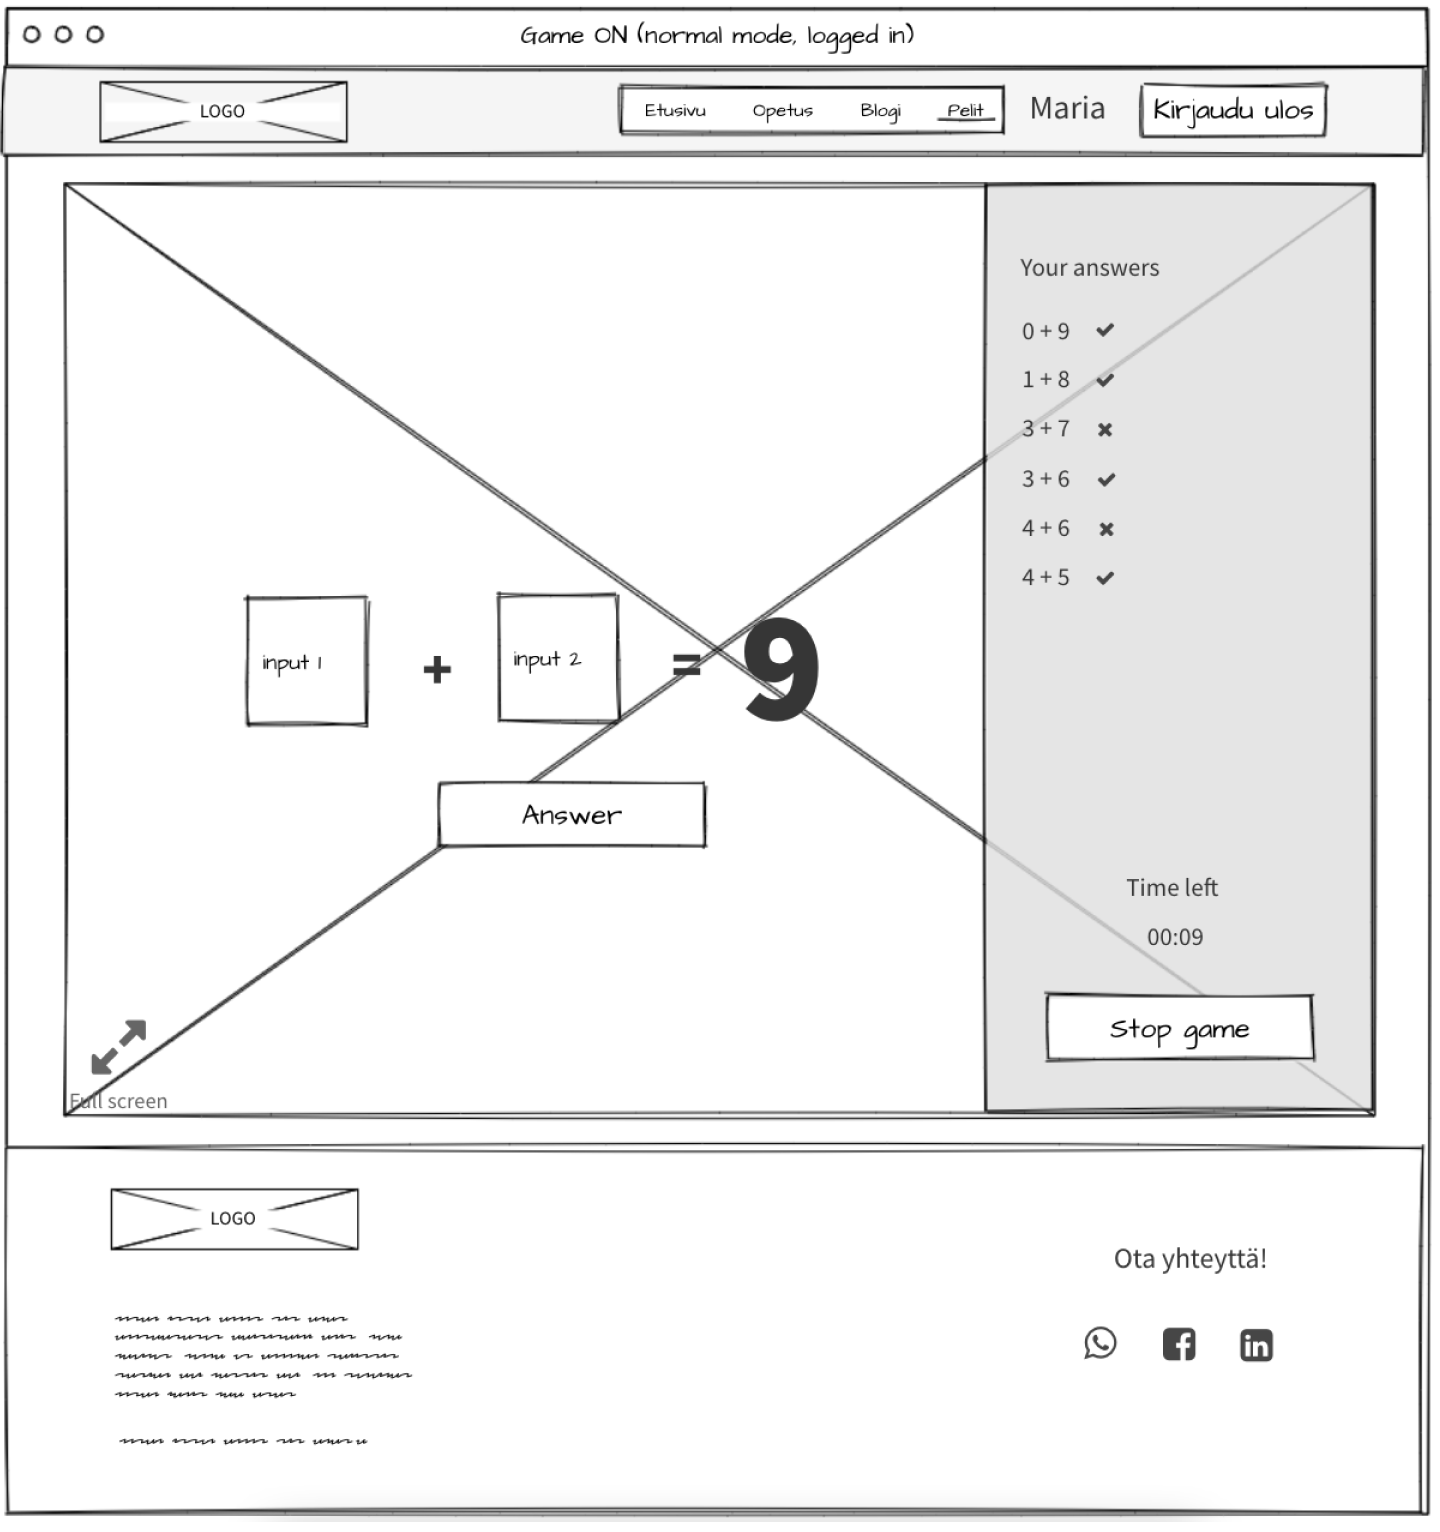 Game ON (normal mode, logged in)
LOGO
Etusivu Opetus Blogi Pelit Maria Kirjaudu ulos
Your answers
0 + 9
1 + 8
3 + 7
3 + 6
4 + 6
4 + 5
input 1 + input 2 = 9
Answer
Time left
00:09
Stop game
Full screen
LOGO
Ota yhteyttä!